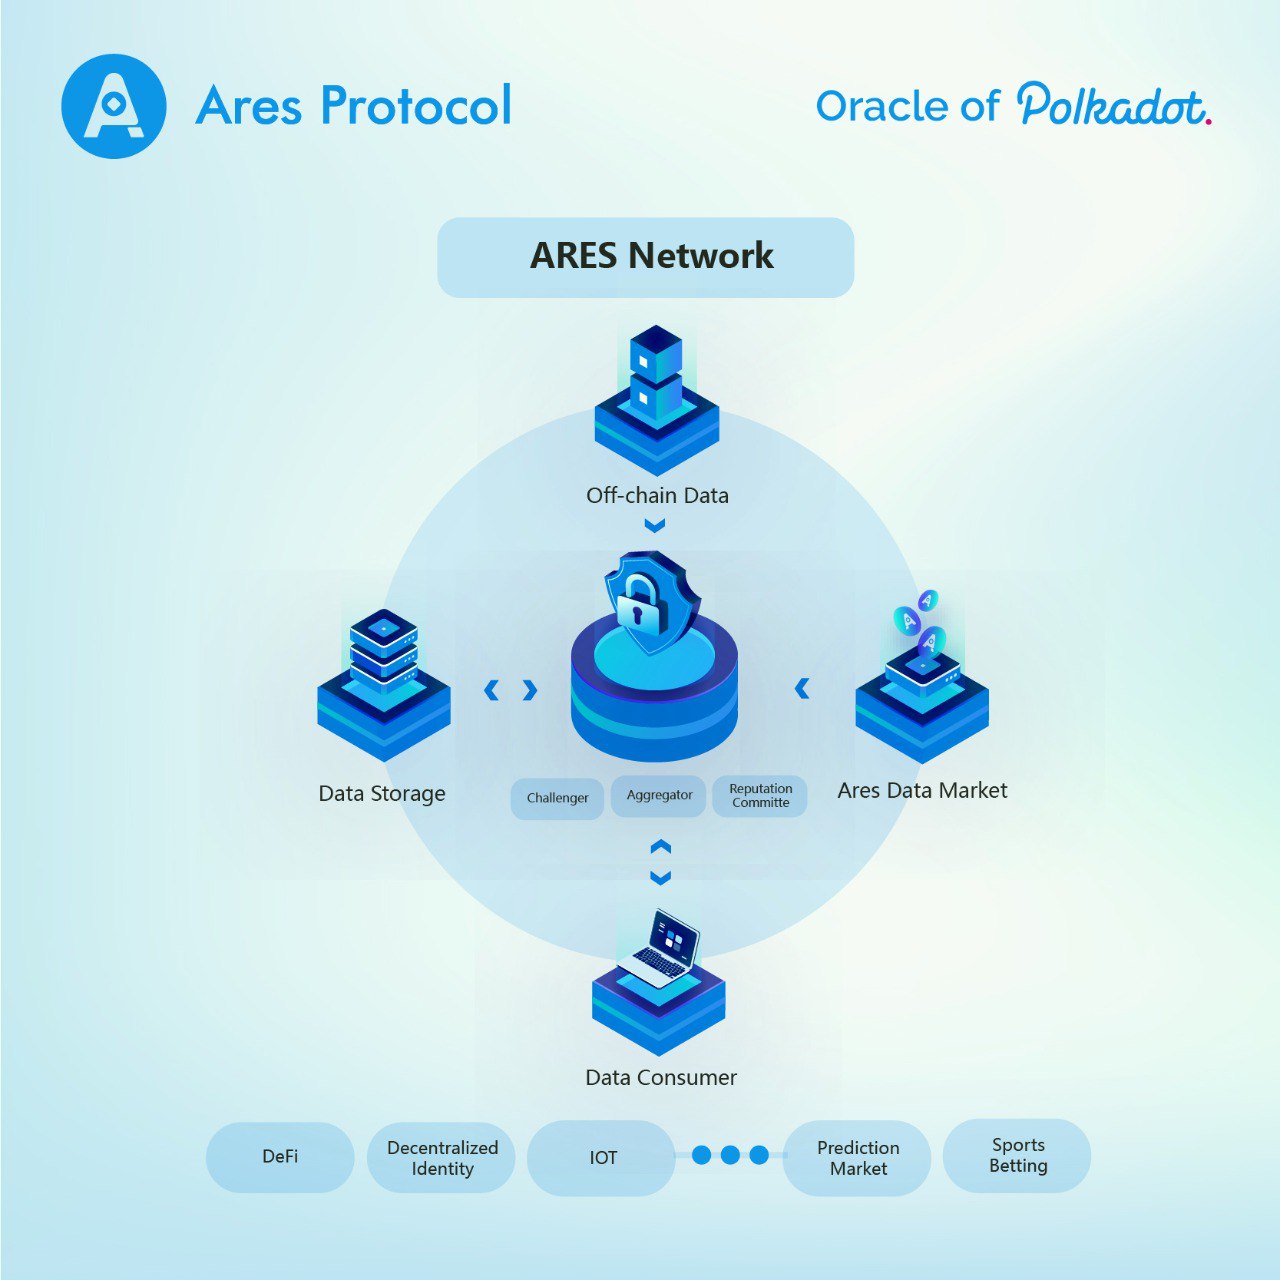 Ares Protocol
Oracle of Polkadot.
ARES Network
Off-chain Data
Data Storage
Challenger
Aggregator
Reputation
Committe
Ares Data Market
Data Consumer
DeFi
Decentralized
Identity
IOT
Prediction
Market
Sports
Betting